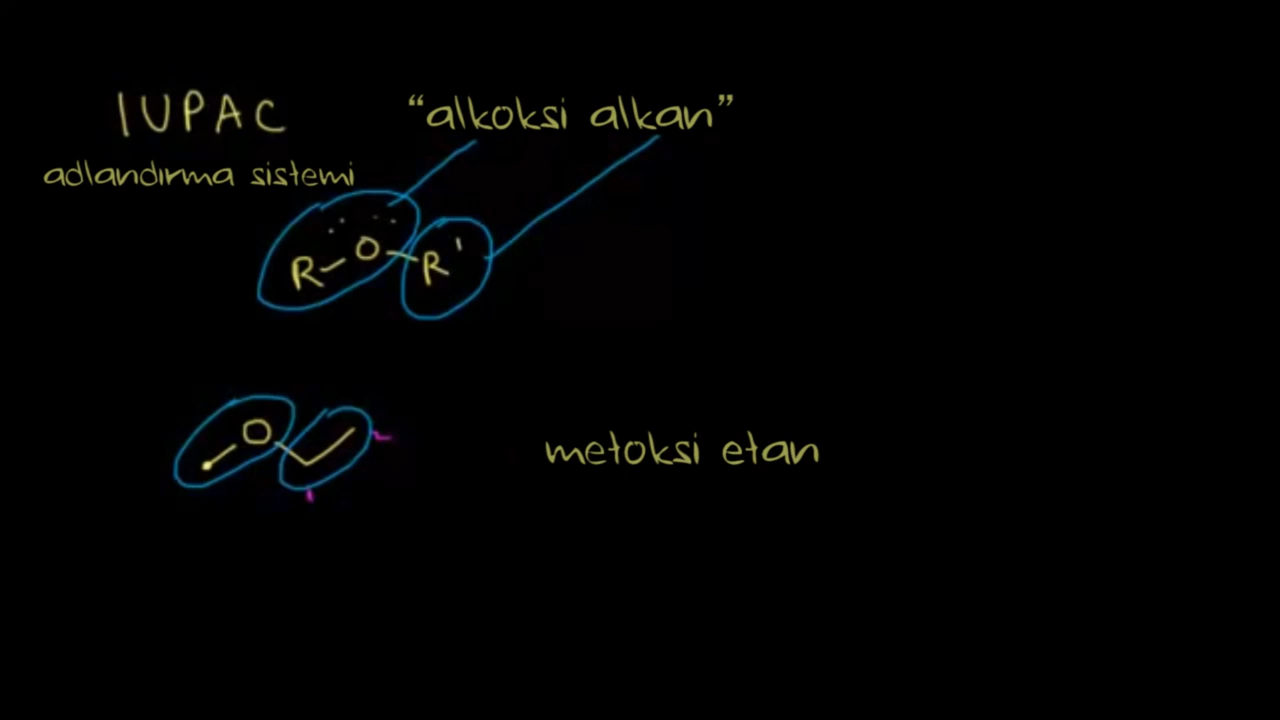 IUPAC
“alkoksi alkan”
adlandırma sistemi
R-O-R'
O
metoksi etan